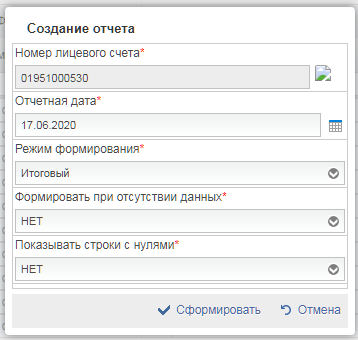 Создание отчета
Номер лицевого счета*
01951000530
Отчетная дата*
17.06.2020
Режим формирования*
Итоговый
Формировать при отсутствии данных*
НЕТ
Показывать строки с нулями*
НЕТ
Сформировать Отмена